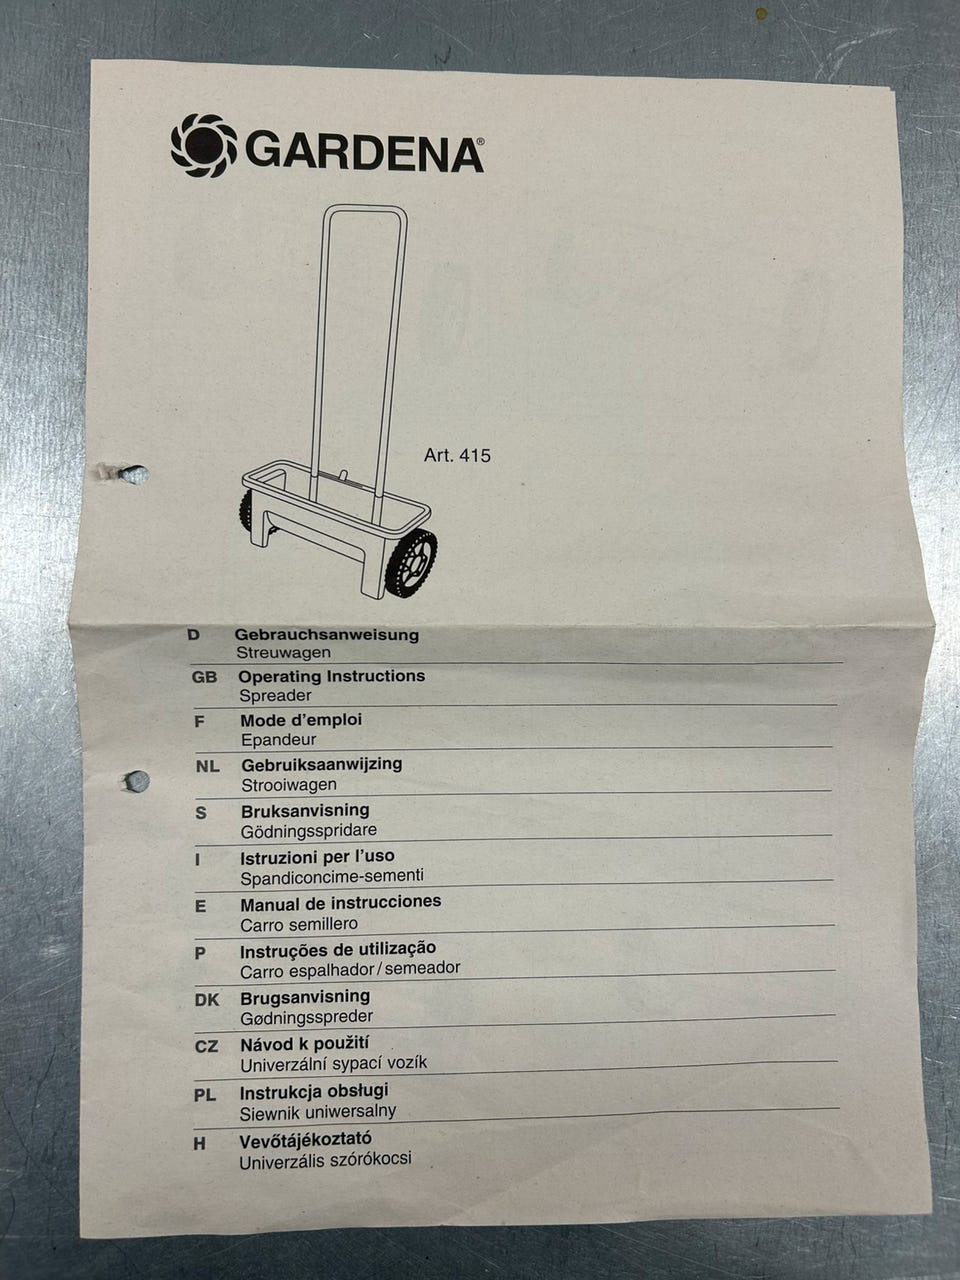 GARDENA®
Art. 415
D Gebrauchsanweisung
Streuwagen
GB Operating Instructions
Spreader
F Mode d'emploi
Epandeur
NL Gebruiksaanwijzing
Strooiwagen
S Bruksanvisning
Gödningsspridare
I Istruzioni per l'uso
Spandiconcime-sementi
E Manual de instrucciones
Carro semillero
P Instruções de utilização
Carro espalhador/semeador
DK Brugsanvisning
Gødningsspreder
CZ Návod k použití
Univerzální sypací vozík
PL Instrukcja obsługi
Siewnik uniwersalny
H Vevőtájékoztató
Univerzális szórókocsi